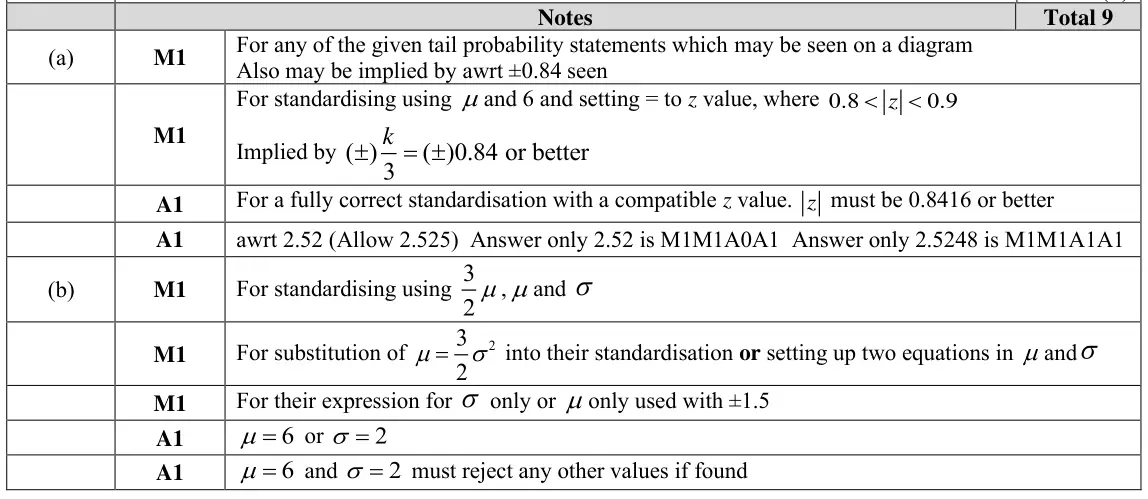 Notes Total 9
(a) M1 For any of the given tail probability statements which may be seen on a diagram
Also may be implied by awrt ±0.84 seen
M1 For standardising using μ and 6 and setting = to z value, where 0.8 < |z| < 0.9
Implied by (±) k/3 = (±)0.84 or better
A1 For a fully correct standardisation with a compatible z value. |z| must be 0.8416 or better
A1 awrt 2.52 (Allow 2.525) Answer only 2.52 is M1M1A0A1 Answer only 2.5248 is M1M1A1A1
(b) M1 For standardising using 3/2 μ , μ and σ
M1 For substitution of μ = 3/2 σ² into their standardisation or setting up two equations in μ and σ
M1 For their expression for σ only or μ only used with ±1.5
A1 μ = 6 or σ = 2
A1 μ = 6 and σ = 2 must reject any other values if found